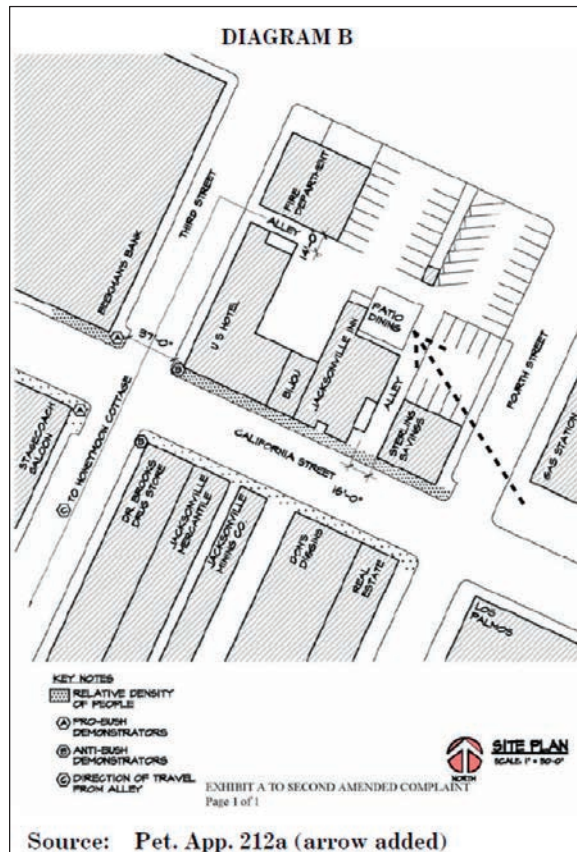 DIAGRAM B
BREKMANS BANK
THIRD STREET
FIRE
DEPARTMENT
ALLEY
14'-0"
37'-0"
U S HOTEL
BIJOU
JACKSONVILLE INN
PATIO
DINING
ALLEY
STERLING
SAVINGS
FOURTH STREET
GAS STATION
STAGECOACH
SALOON
TO HONEYMOON COTTAGE
CALIFORNIA STREET
16'-0"
DR. BROOKS
DRUG STORE
JACKSONVILLE
MERCANTILE
JACKSONVILLE
MINING CO.
DON'S
DIGGINS
REAL
ESTATE
LOS
PALMOS
A
A
B
B
C
KEY NOTES
RELATIVE DENSITY
OF PEOPLE
A PRO-BUSH
DEMONSTRATORS
B ANTI-BUSH
DEMONSTRATORS
C DIRECTION OF TRAVEL
FROM ALLEY
EXHIBIT A TO SECOND AMENDED COMPLAINT
Page 1 of 1
NORTH
SITE PLAN
SCALE: 1" = 50'-0"
Source: Pet. App. 212a (arrow added)